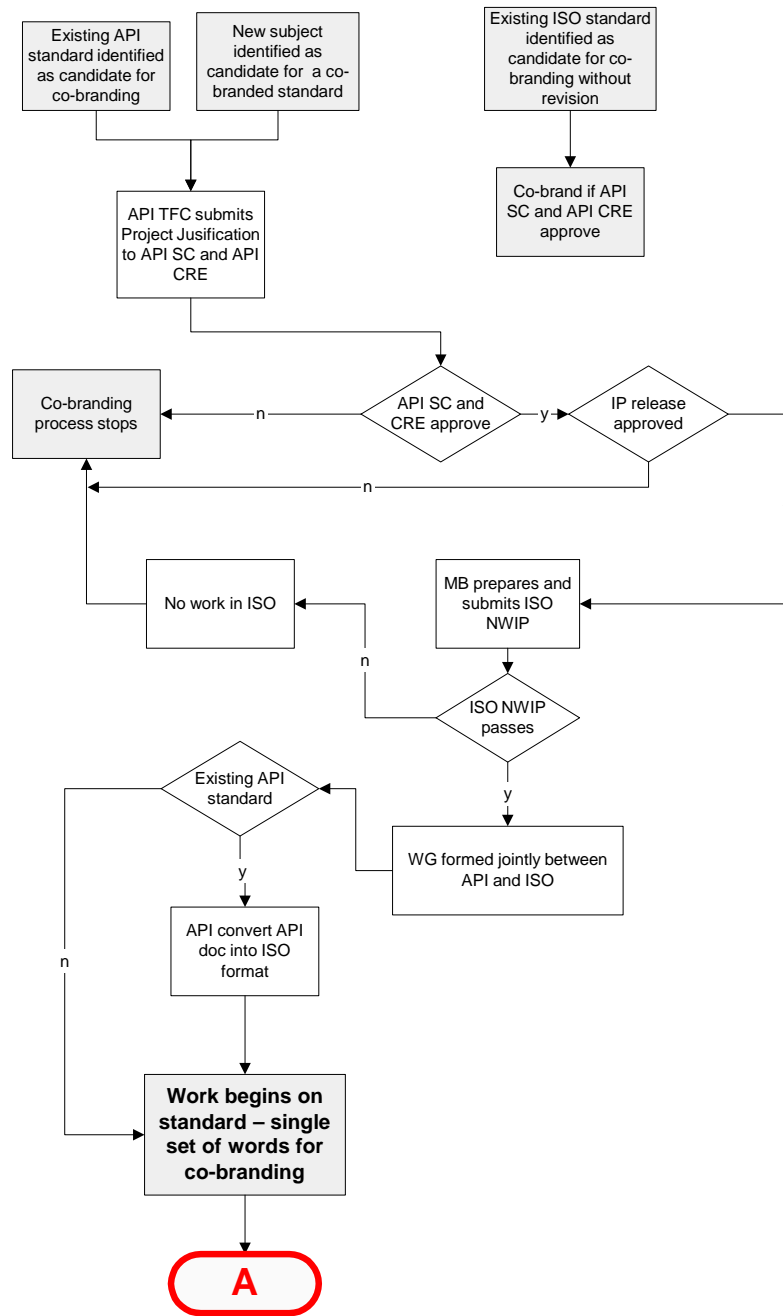 Existing API
standard identified
as candidate for
co-branding
New subject
identified as
candidate for  a co-
branded standard
Existing ISO standard
identified as
candidate for co-
branding without
revision
Co-brand if API
SC and API CRE
approve
API TFC submits
Project Jusification
to API SC and API
CRE
Co-branding
process stops
n
API SC and
CRE approve
y
IP release
approved
n
No work in ISO
MB prepares and
submits ISO
NWIP
n
ISO NWIP
passes
y
Existing API
standard
WG formed jointly between
API and ISO
y
API convert API
doc into ISO
format
n
Work begins on
standard – single
set of words for
co-branding
A